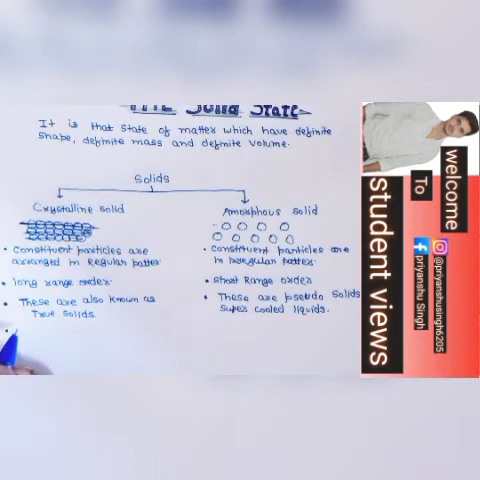 The Solid State
It is that state of matter which have definite
shape, definite mass and definite volume.
Solids
Crystalline solid
Amorphous solid
• Constituent particles are
arranged in Regular patter
• long range order.
• These are also known as
True solids.
• Constituent particles are
in irregular patter.
• Short Range order
• These are pseudo solids
super cooled liquids.
welcome
To
student views
@priyanshusingh6205
priyanshu Singh